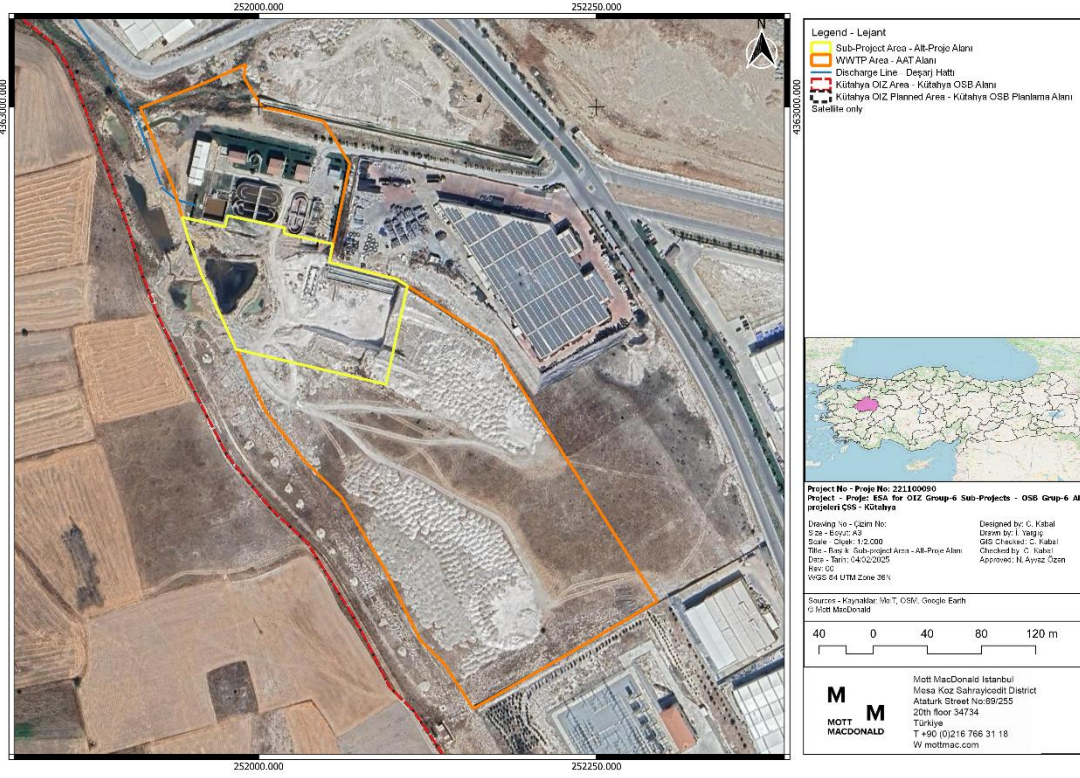 252000.000
252250.000
4363000.000
4363000.000
N
252000.000
252250.000
Legend - Lejant
Sub-Project Area - Alt-Proje Alanı
WWTP Area - AAT Alanı
Discharge Line - Deşarj Hattı
Kütahya OIZ Area - Kütahya OSB Alanı
Kütahya OIZ Planned Area - Kütahya OSB Planlama Alanı
Satellite only
Project No - Proje No: 221100090
Project - Proje: ESA for OIZ Group-6 Sub-Projects - OSB Grup-6 Al
projeleri ÇSS - Kütahya
Drawing No - Çizim No:
Size - Boyut: A3
Scale - Ölçek: 1/2.000
Title - Başlık: Sub-project Area - Alt-Proje Alanı
Date - Tarih: 04/02/2025
Rev: 00
WGS 84 UTM Zone 36N
Designed by: C. Kabal
Drawn by: I. Yargıç
GIS Checked: C. Kabal
Checked by: C. Kabal
Approved: N. Ayvaz Özen
Sources - Kaynaklar: MoIT, OSM, Google Earth
© Mott MacDonald
40 0 40 80 120 m
M
M
MOTT
MACDONALD
Mott MacDonald Istanbul
Mesa Koz Sahrayicedit District
Ataturk Street No:69/255
20th floor 34734
Türkiye
T +90 (0)216 766 31 18
W mottmac.com